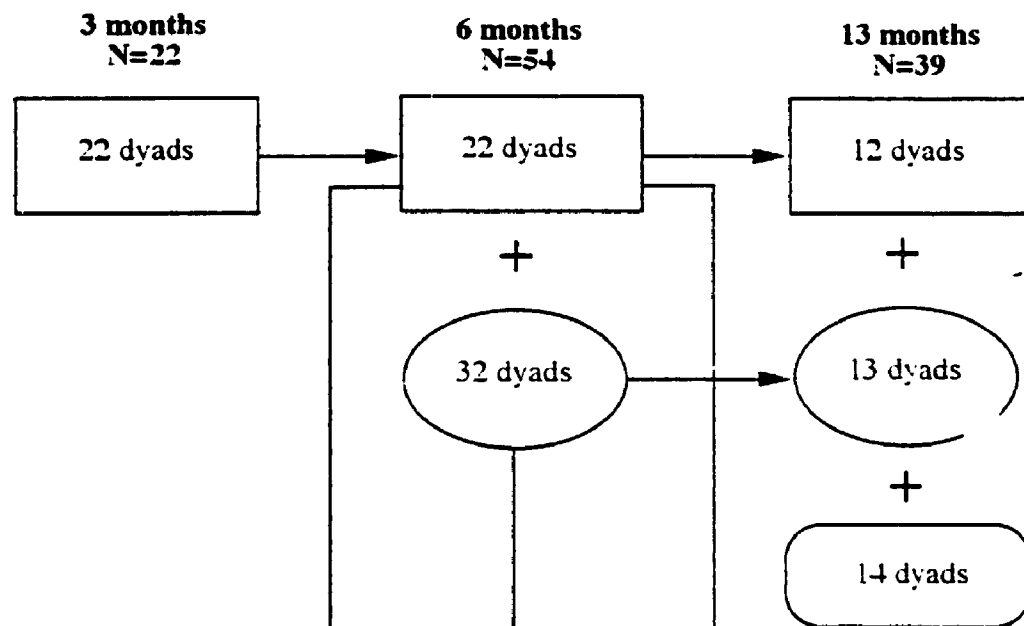 3 months
N=22
6 months
N=54
13 months
N=39
22 dyads
22 dyads
12 dyads
+
+
32 dyads
13 dyads
+
14 dyads